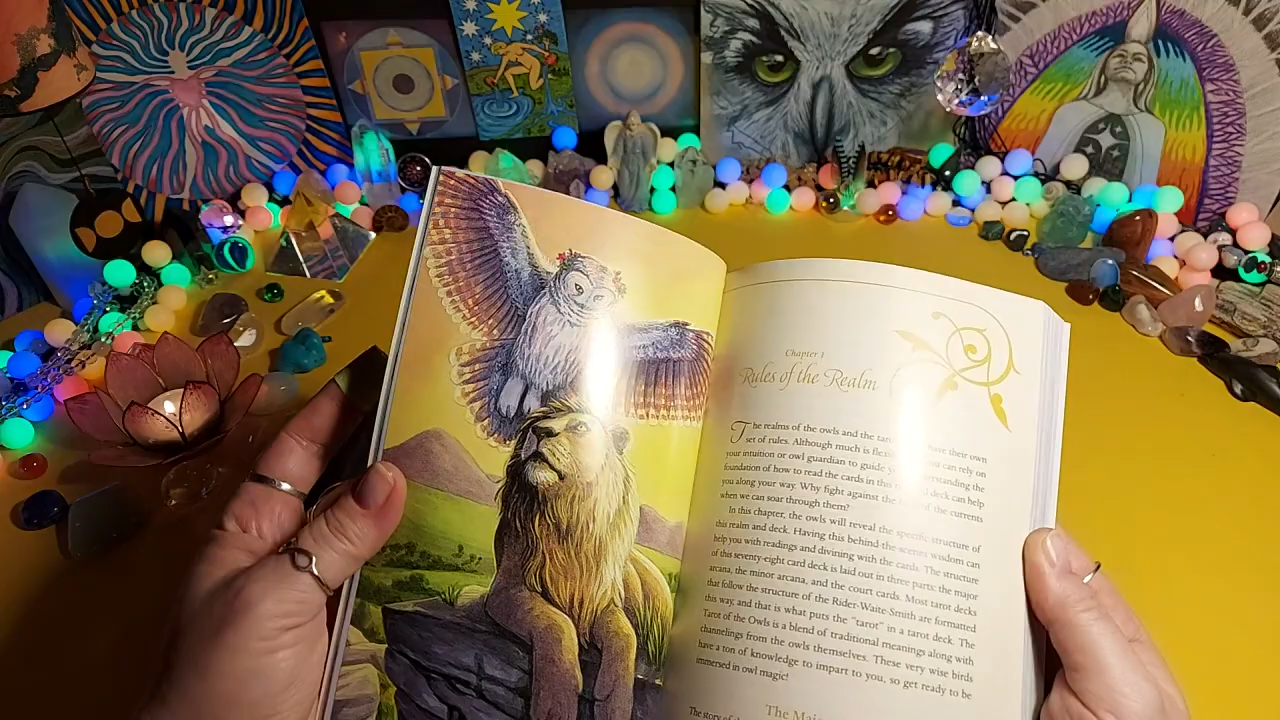 Chapter 1
Rules of the Realm
The realms of the owls and the have their own
set of rules. Although much is you can rely on
your intuition or owl guardian to guide the
foundation of how to read the cards in this deck can help
you along your way. Why fight against the of the currents
when we can soar through them?
In this chapter, the owls will reveal the specific structure of
this realm and deck. Having this behind-the-scenes wisdom can
help you with readings and divining with the cards. The structure
of this seventy-eight card deck is laid out in three parts: the major
arcana, the minor arcana, and the court cards. Most tarot decks
that follow the structure of the Rider-Waite-Smith are formatted
this way, and that is what puts the “tarot” in a tarot deck. The
Tarot of the Owls is a blend of traditional meanings along with
channelings from the owls themselves. These very wise birds
have a ton of knowledge to impart to you, so get ready to be
immersed in owl magic!
The
The story of